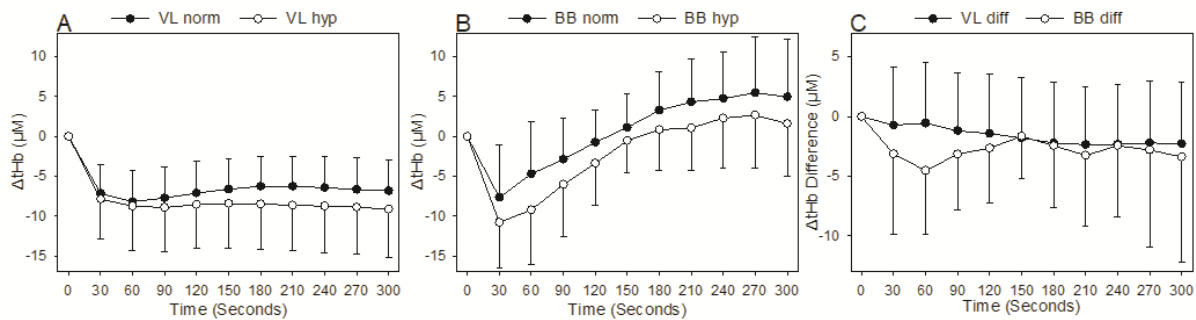 A
VL norm VL hyp
ΔtHb (µM)
10
5
0
-5
-10
-15
0 30 60 90 120 150 180 210 240 270 300
Time (Seconds)
B
BB norm BB hyp
ΔtHb (µM)
10
5
0
-5
-10
-15
0 30 60 90 120 150 180 210 240 270 300
Time (Seconds)
C
VL diff BB diff
ΔtHb Difference (µM)
5
0
-5
-10
0 30 60 90 120 150 180 210 240 270 300
Time (Seconds)